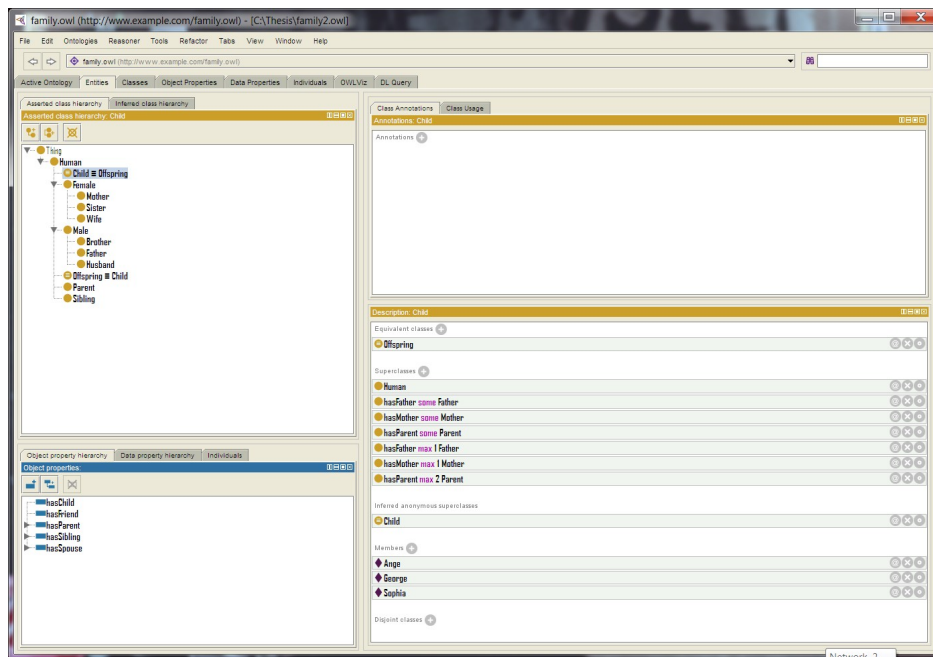 family.owl (http://www.example.com/family.owl) - [C:\Thesis\family2.owl]
File Edit Ontologies Reasoner Tools Refactor Tabs View Window Help
family.owl (http://www.example.com/family.owl)
Active Ontology Entities Classes Object Properties Data Properties Individuals OWLViz DL Query
Asserted class hierarchy Inferred class hierarchy
Asserted class hierarchy: Child
Thing
Human
Child ≡ Offspring
Female
Mother
Sister
Wife
Male
Brother
Father
Husband
Offspring ≡ Child
Parent
Sibling
Object property hierarchy Data property hierarchy Individuals
Object properties:
hasChild
hasFriend
hasParent
hasSibling
hasSpouse
Class Annotations Class Usage
Annotations: Child
Annotations
Description: Child
Equivalent classes
Offspring
Superclasses
Human
hasFather some Father
hasMother some Mother
hasParent some Parent
hasFather max 1 Father
hasMother max 1 Mother
hasParent max 2 Parent
Inferred anonymous superclasses
Child
Members
Ange
George
Sophia
Disjoint classes
Network 2